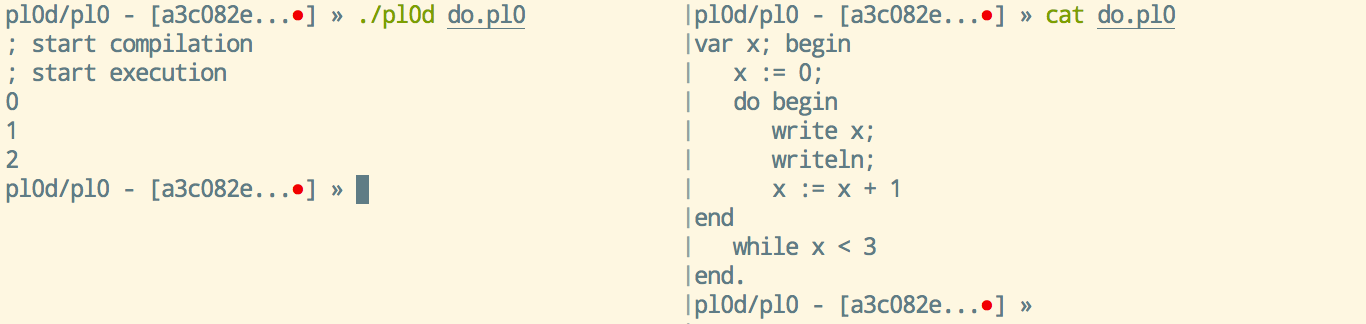 pl0d/pl0 - [a3c082e...●] » ./pl0d do.pl0
; start compilation
; start execution
0
1
2
pl0d/pl0 - [a3c082e...●] »
|pl0d/pl0 - [a3c082e...●] » cat do.pl0
|var x; begin
|   x := 0;
|   do begin
|      write x;
|      writeln;
|      x := x + 1
|end
|   while x < 3
|end.
|pl0d/pl0 - [a3c082e...●] »